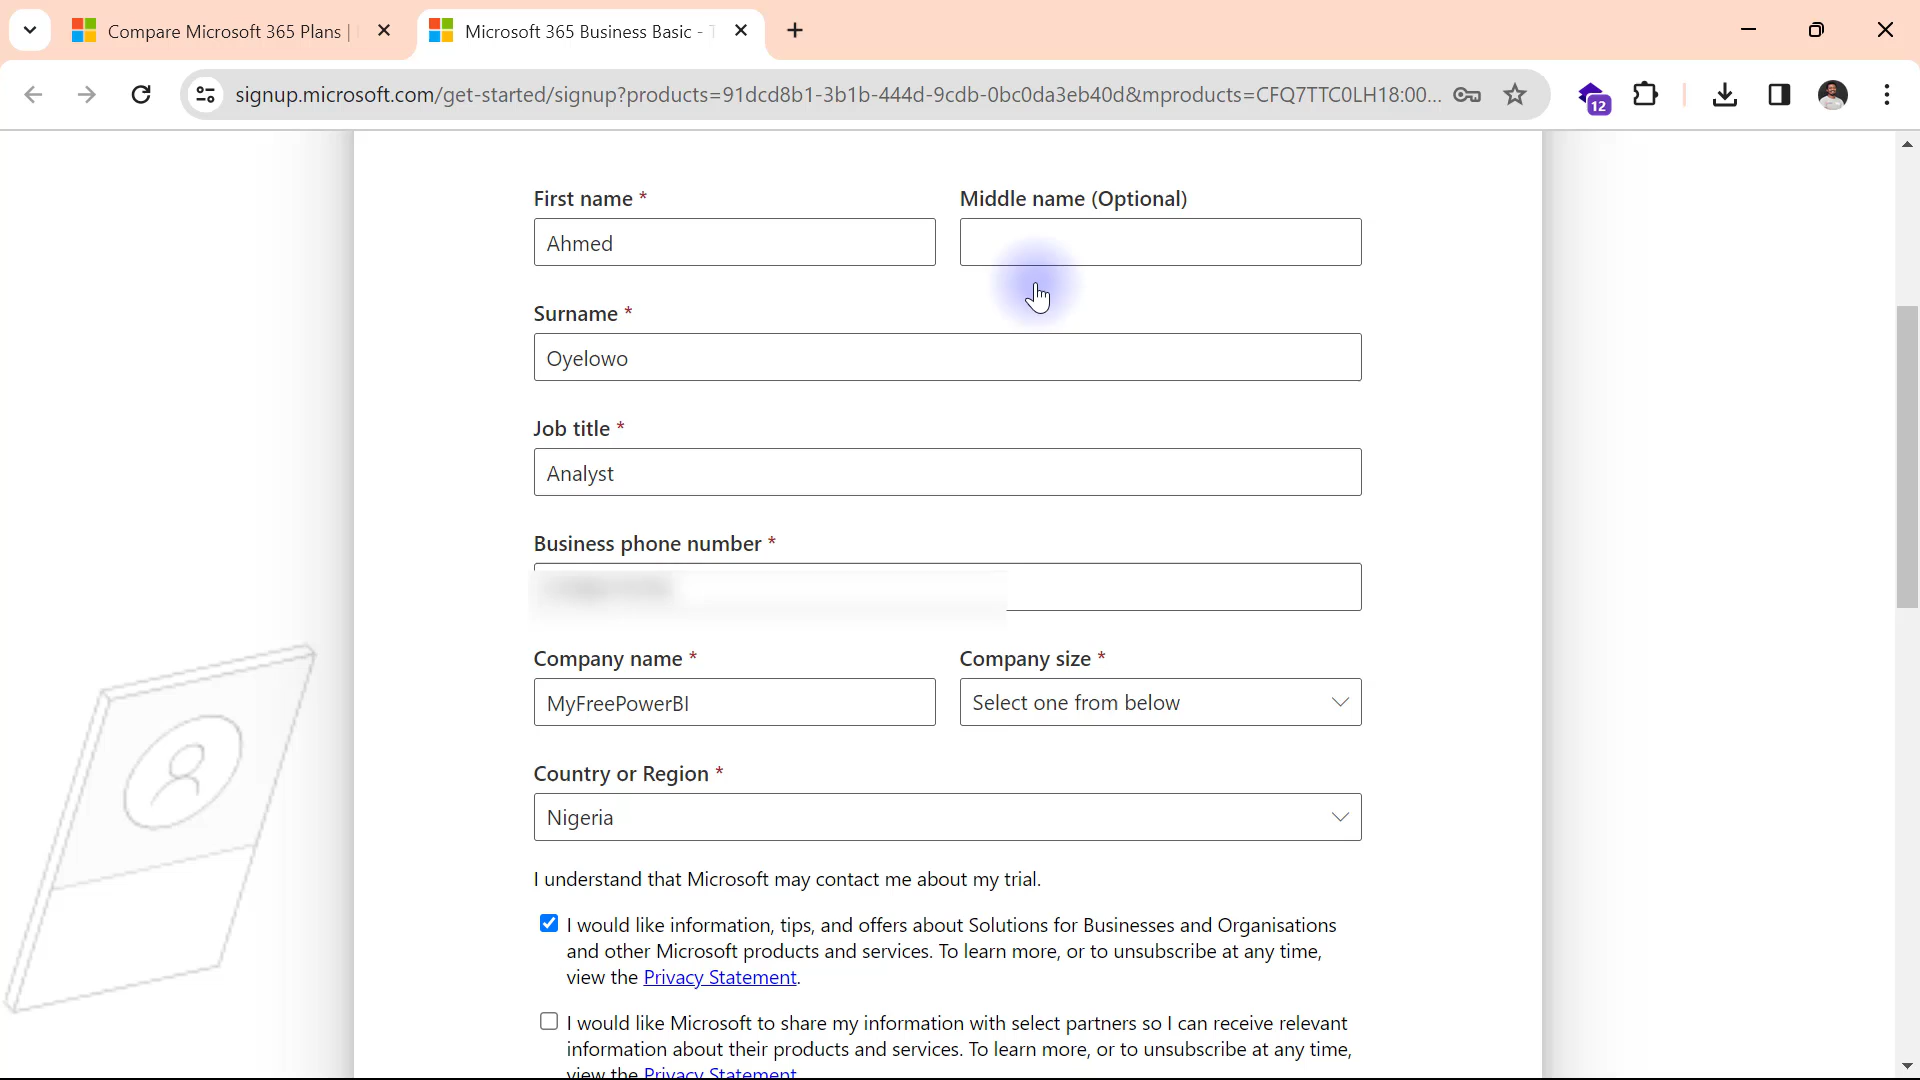 Compare Microsoft 365 Plans |
Microsoft 365 Business Basic -
signup.microsoft.com/get-started/signup?products=91dcd8b1-3b1b-444d-9cdb-0bc0da3eb40d&mproducts=CFQ7TTC0LH18:00...
12
First name *
Middle name (Optional)
Ahmed
Surname *
Oyelowo
Job title *
Analyst
Business phone number *
Company name *
Company size *
MyFreePowerBI
Select one from below
Country or Region *
Nigeria
I understand that Microsoft may contact me about my trial.
I would like information, tips, and offers about Solutions for Businesses and Organisations
and other Microsoft products and services. To learn more, or to unsubscribe at any time,
view the Privacy Statement.
I would like Microsoft to share my information with select partners so I can receive relevant
information about their products and services. To learn more, or to unsubscribe at any time,
view the Privacy Statement